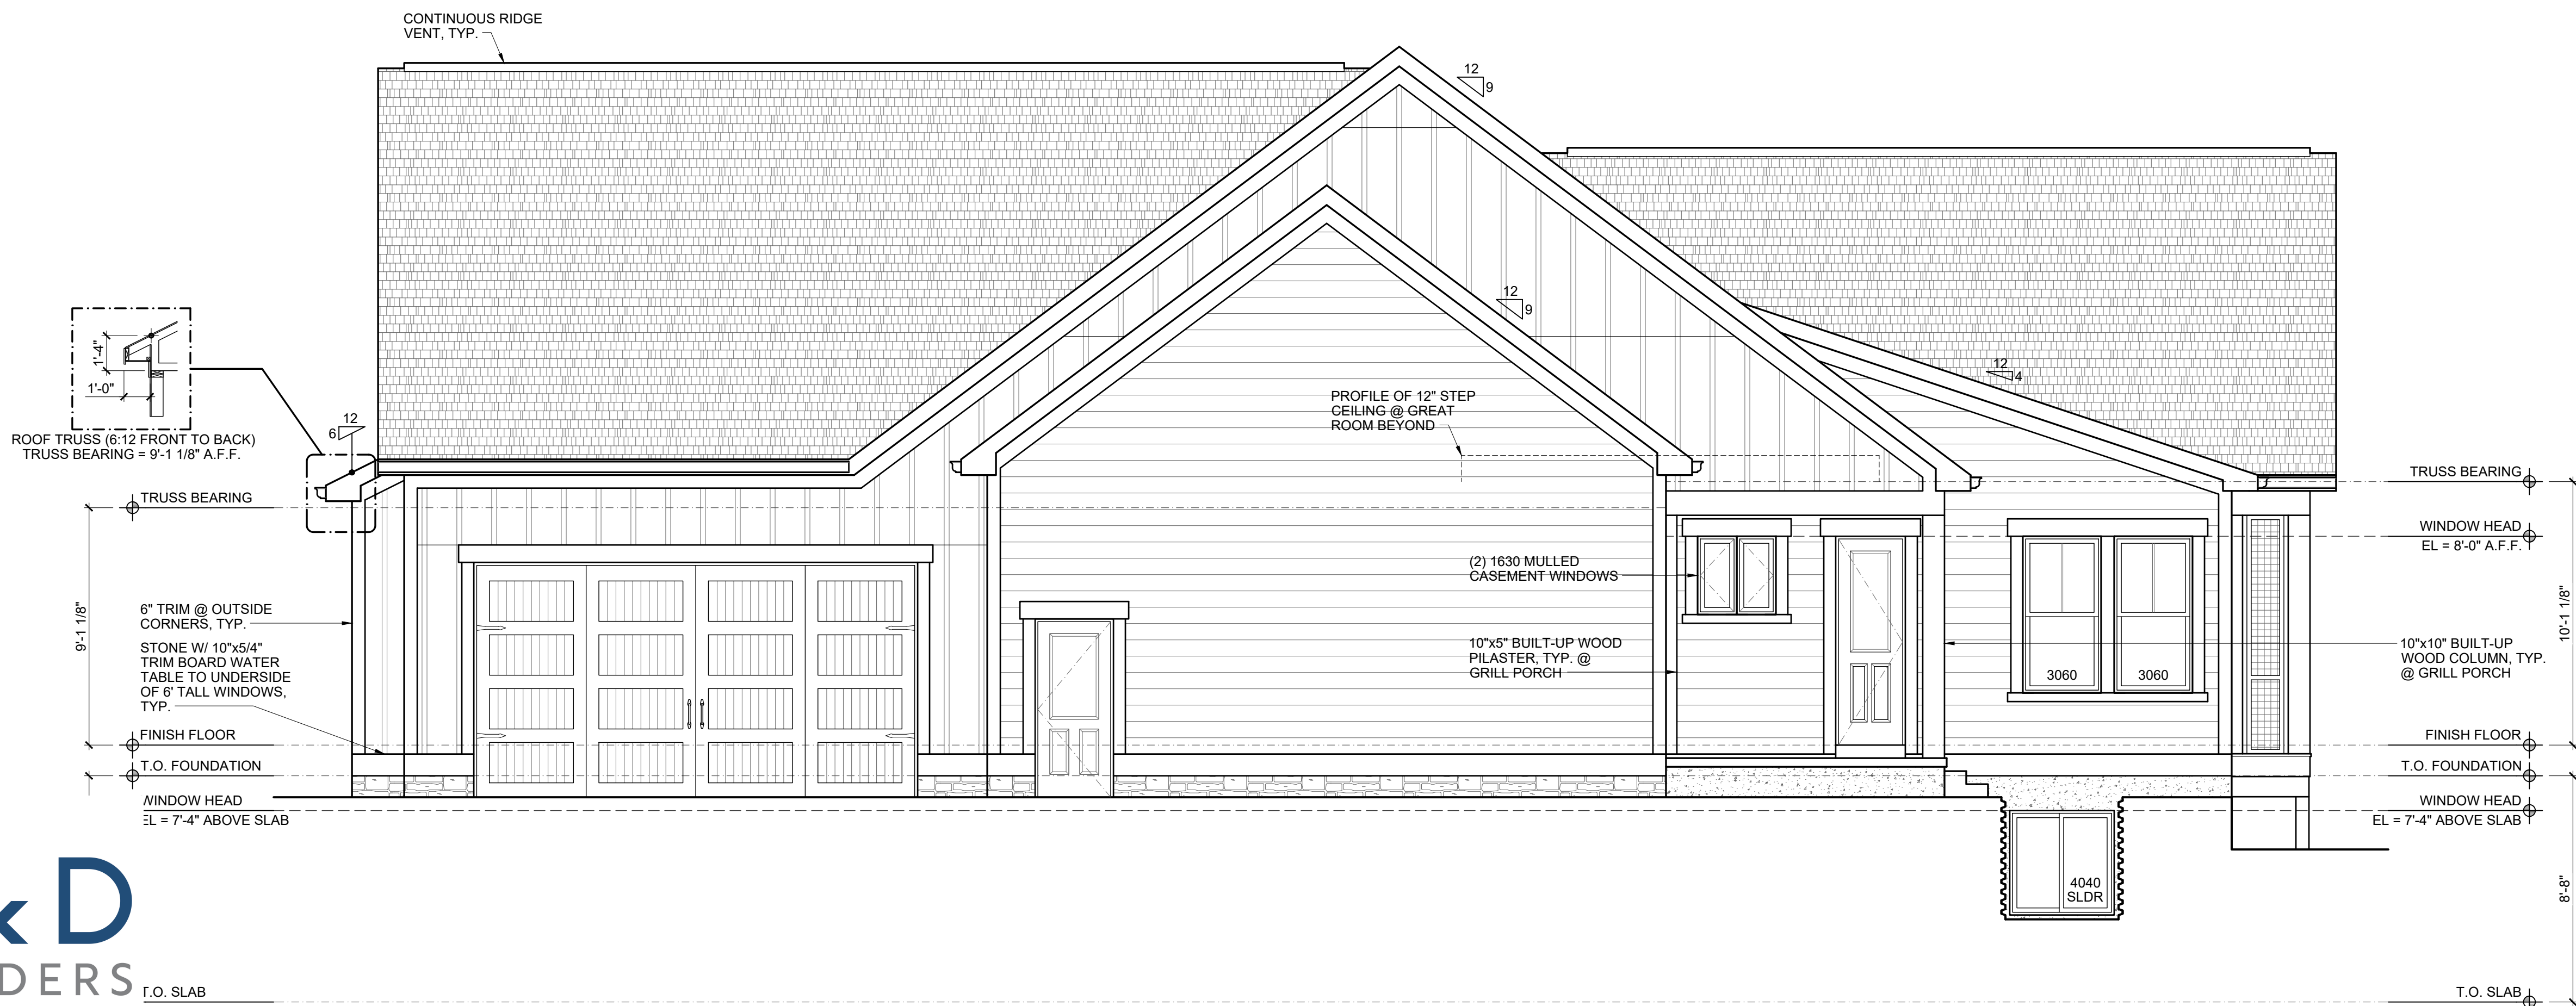 CONTINUOUS RIDGE
VENT, TYP.
12
9
12
9
12
4
1'-4"
1'-0"
ROOF TRUSS (6:12 FRONT TO BACK)
TRUSS BEARING = 9'-1 1/8" A.F.F.
12
6
PROFILE OF 12" STEP
CEILING @ GREAT
ROOM BEYOND
TRUSS BEARING
TRUSS BEARING
WINDOW HEAD
EL = 8'-0" A.F.F.
(2) 1630 MULLED
CASEMENT WINDOWS
9'-1 1/8"
10'-1 1/8"
6" TRIM @ OUTSIDE
CORNERS, TYP.
STONE W/ 10"x5/4"
TRIM BOARD WATER
TABLE TO UNDERSIDE
OF 6' TALL WINDOWS,
TYP.
10"x5" BUILT-UP WOOD
PILASTER, TYP. @
GRILL PORCH
3060
3060
10"x10" BUILT-UP
WOOD COLUMN, TYP.
@ GRILL PORCH
FINISH FLOOR
FINISH FLOOR
T.O. FOUNDATION
T.O. FOUNDATION
WINDOW HEAD
EL = 7'-4" ABOVE SLAB
WINDOW HEAD
EL = 7'-4" ABOVE SLAB
4040
SLDR
8'-8"
D
DERS
T.O. SLAB
T.O. SLAB